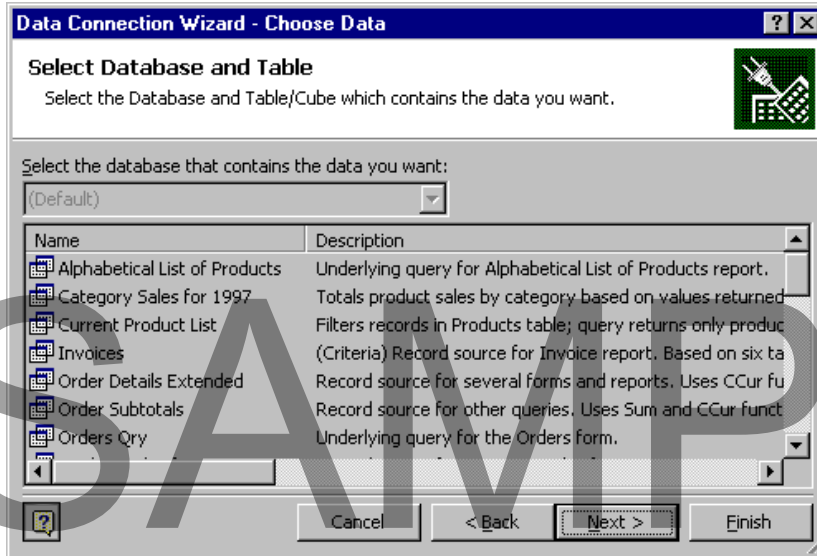 Data Connection Wizard - Choose Data
Select Database and Table
Select the Database and Table/Cube which contains the data you want.
Select the database that contains the data you want:
(Default)
Name Description
Alphabetical List of Products Underlying query for Alphabetical List of Products report.
Category Sales for 1997 Totals product sales by category based on values returned
Current Product List Filters records in Products table; query returns only produc
Invoices (Criteria) Record source for Invoice report. Based on six ta
Order Details Extended Record source for several forms and reports. Uses CCur fu
Order Subtotals Record source for other queries. Uses Sum and CCur funct
Orders Qry Underlying query for the Orders form.
Cancel < Back Next > Finish
SAMP